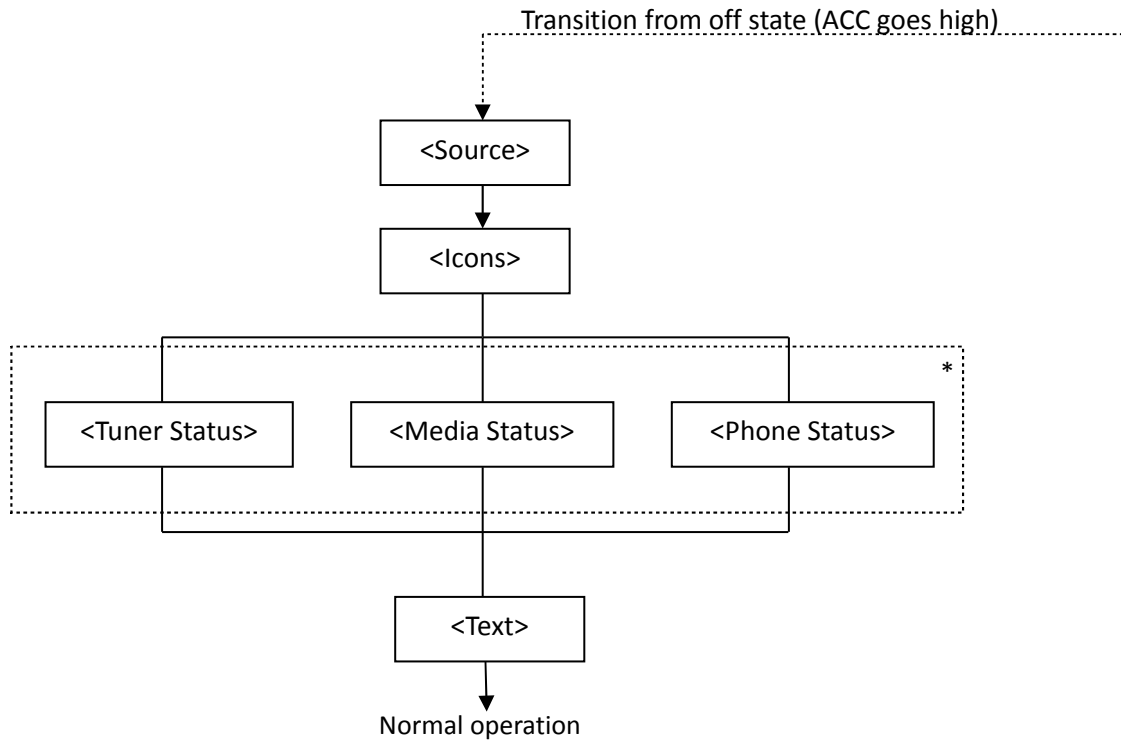 Transition from off state (ACC goes high)
<Source>
<Icons>
*
<Tuner Status>
<Media Status>
<Phone Status>
<Text>
Normal operation